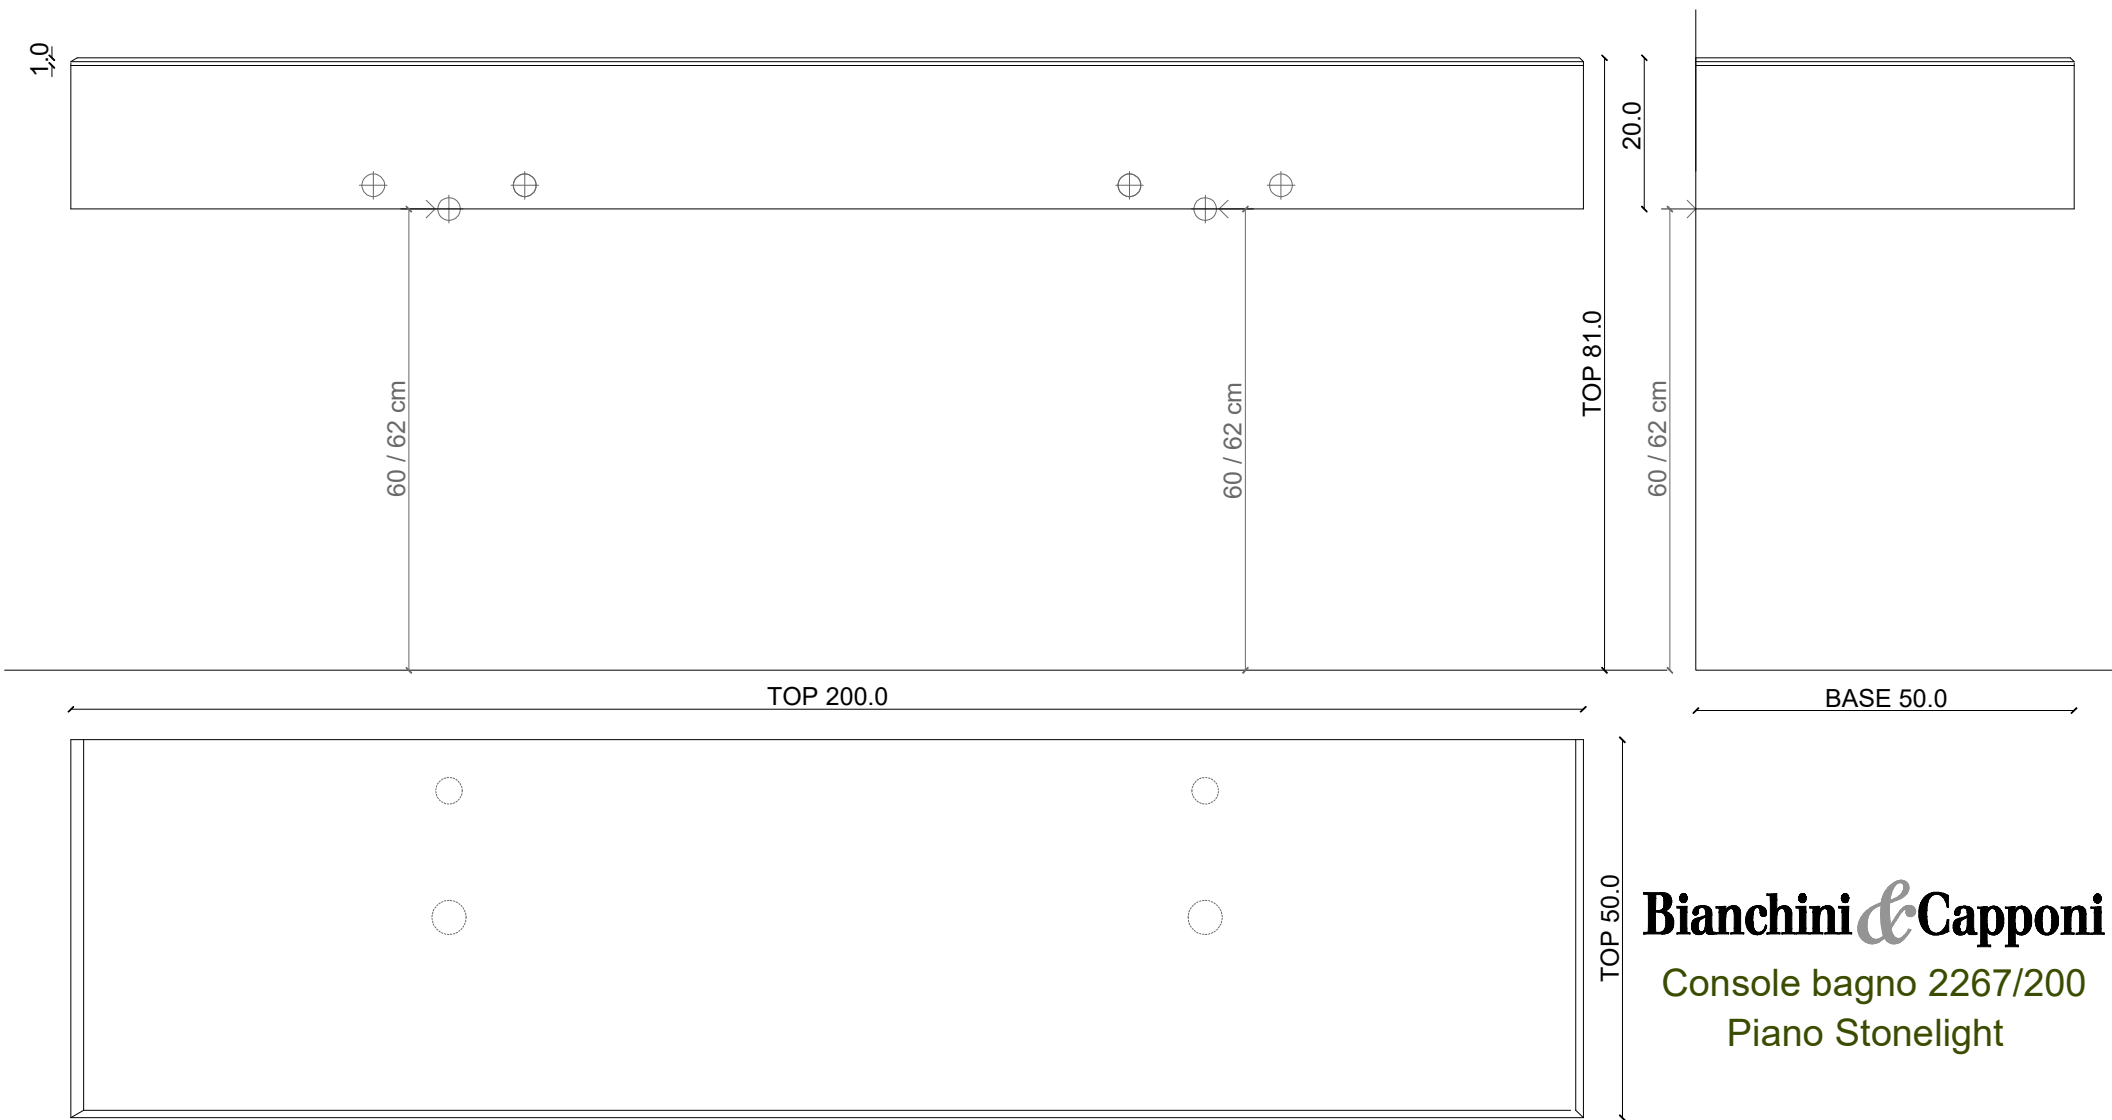 1.0
20.0
TOP 81.0
60 / 62 cm
60 / 62 cm
60 / 62 cm
TOP 200.0
BASE 50.0
TOP 50.0
Bianchini & Capponi
Console bagno 2267/200
Piano Stonelight